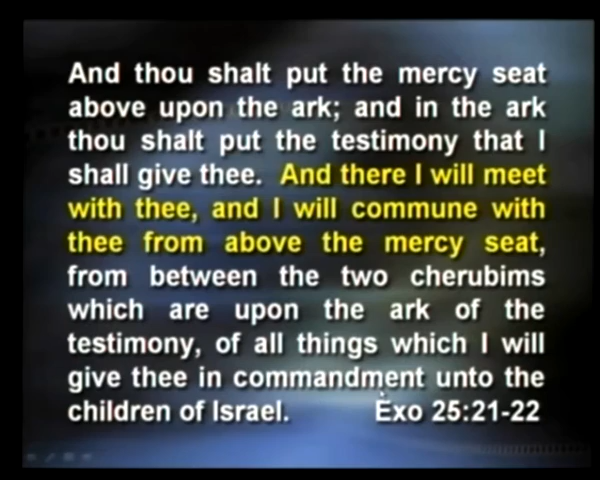 And thou shalt put the mercy seat
above upon the ark; and in the ark
thou shalt put the testimony that I
shall give thee. And there I will meet
with thee, and I will commune with
thee from above the mercy seat,
from between the two cherubims
which are upon the ark of the
testimony, of all things which I will
give thee in commandment unto the
children of Israel. Exo 25:21-22